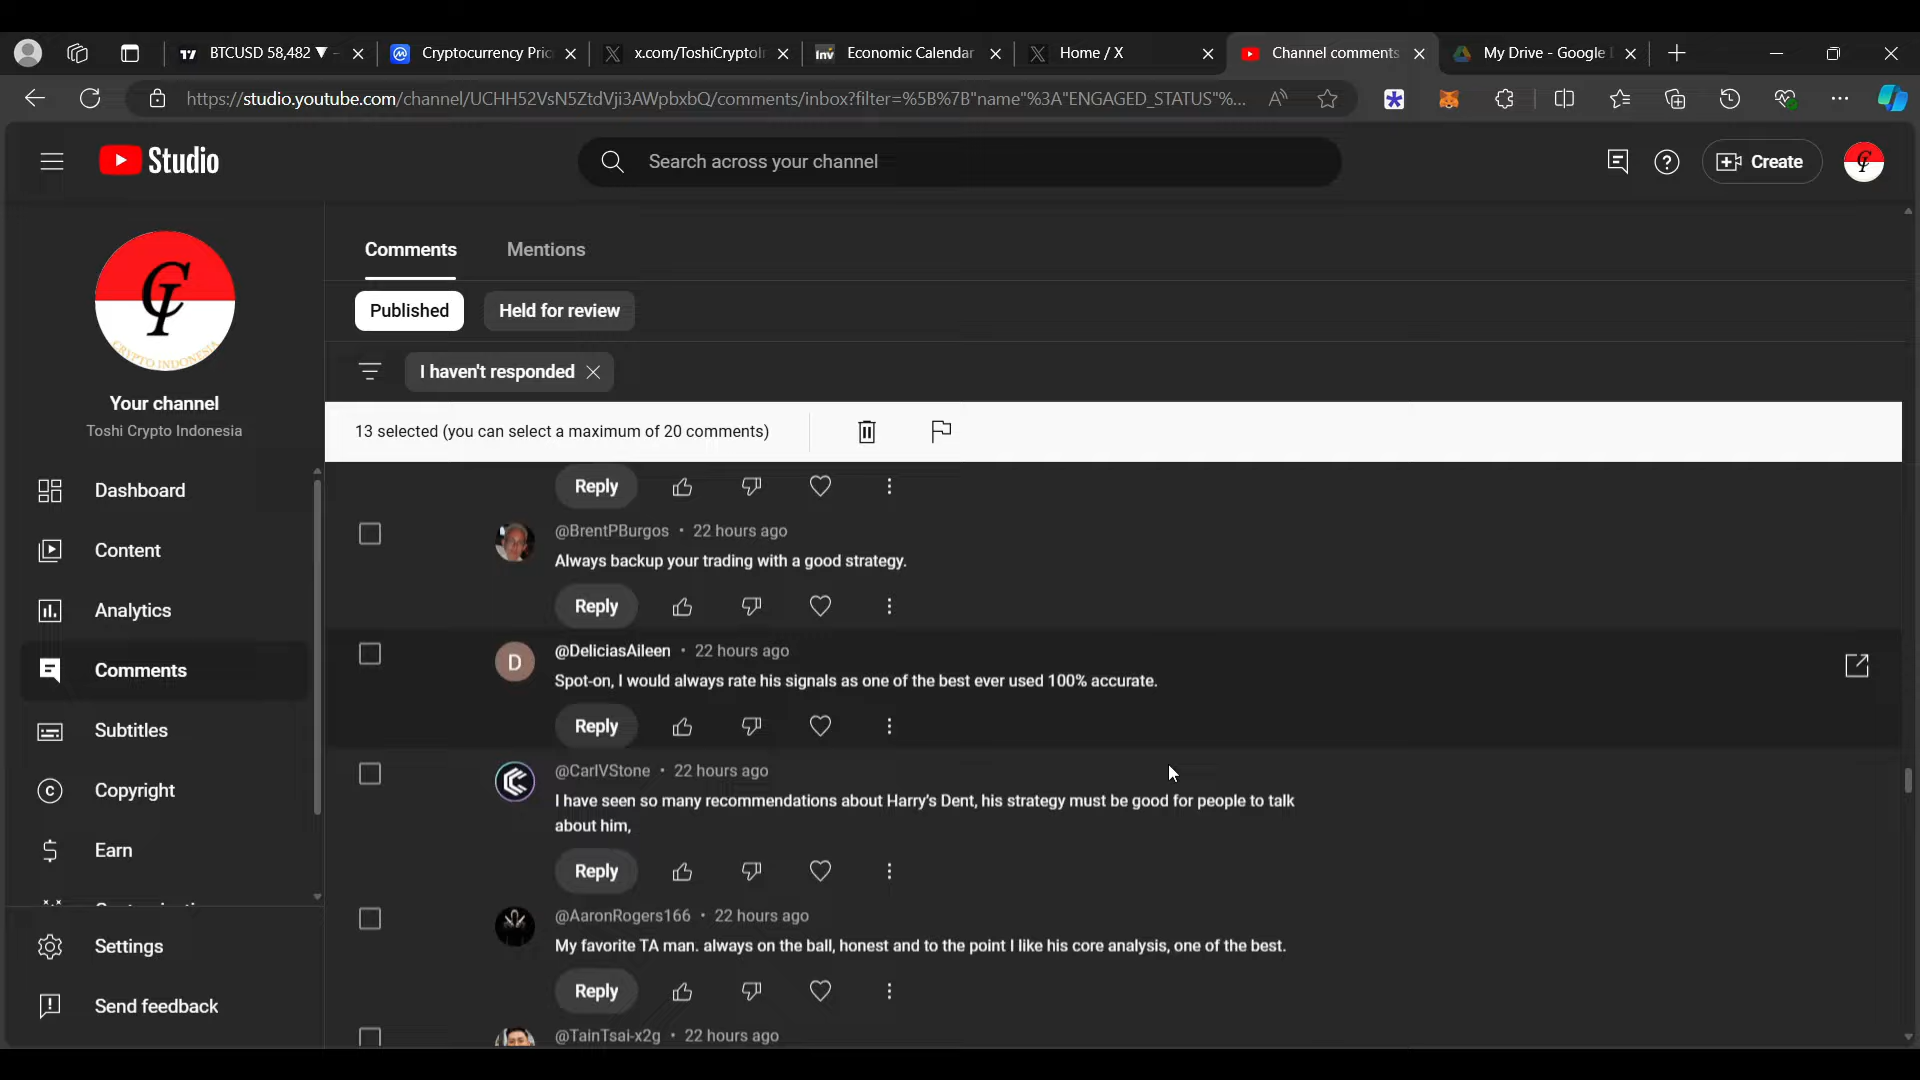 BTCUSD 58,482 ▼
Cryptocurrency Pric
x.com/ToshiCryptoIn
Economic Calendar
Home / X
Channel comments
My Drive - Google
https://studio.youtube.com/channel/UCHH52VsN5ZtdVji3AWpbxbQ/comments/inbox?filter=%5B%7B"name"%3A"ENGAGED_STATUS"%...
Studio
Search across your channel
Create
CRYPTO INDONESIA
Your channel
Toshi Crypto Indonesia
Dashboard
Content
Analytics
Comments
Subtitles
Copyright
Earn
Settings
Send feedback
Comments
Mentions
Published
Held for review
I haven't responded
13 selected (you can select a maximum of 20 comments)
Reply
@BrentPBurgos • 22 hours ago
Always backup your trading with a good strategy.
Reply
D
@DeliciasAileen • 22 hours ago
Spot-on, I would always rate his signals as one of the best ever used 100% accurate.
Reply
@CarlVStone • 22 hours ago
I have seen so many recommendations about Harry's Dent, his strategy must be good for people to talk
about him,
Reply
@AaronRogers166 • 22 hours ago
My favorite TA man. always on the ball, honest and to the point I like his core analysis, one of the best.
Reply
@TainTsai-x2g • 22 hours ago